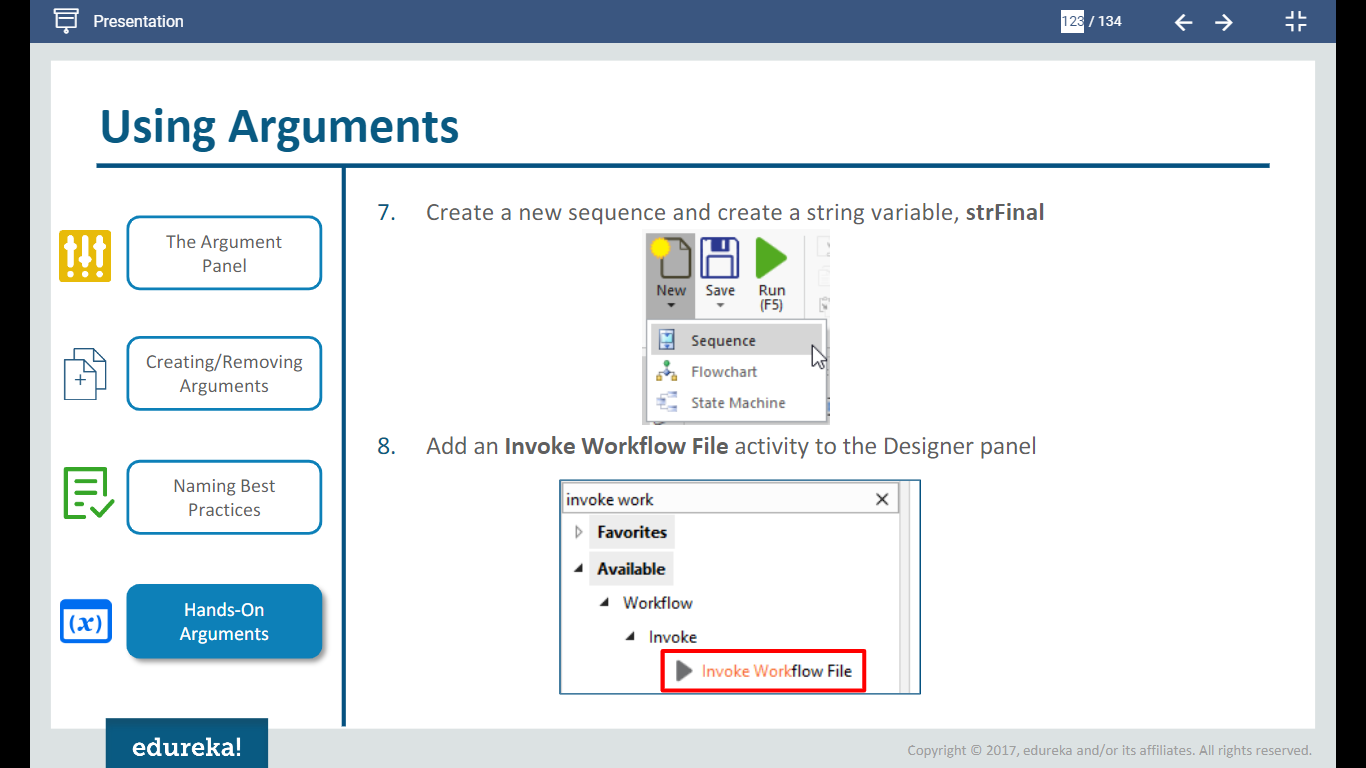 Presentation
123 / 134
Using Arguments
The Argument
Panel
Creating/Removing
Arguments
Naming Best
Practices
(x)
Hands-On
Arguments
7. Create a new sequence and create a string variable, strFinal
New
Save
Run
(F5)
Sequence
Flowchart
State Machine
8. Add an Invoke Workflow File activity to the Designer panel
invoke work
Favorites
Available
Workflow
Invoke
Invoke Workflow File
edureka!
Copyright © 2017, edureka and/or its affiliates. All rights reserved.